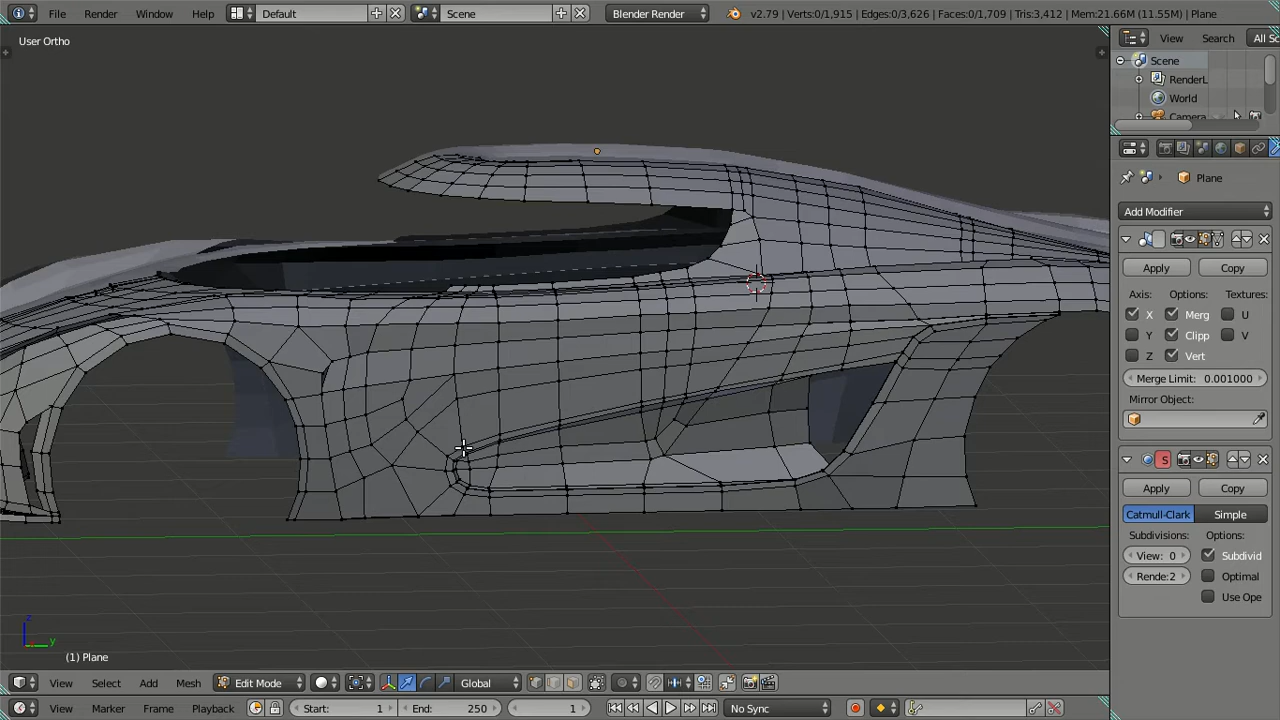 File Render Window Help Default Scene Blender Render v2.79 | Verts:0/1,915 | Edges:0/3,626 | Faces:0/1,709 | Tris:3,412 | Mem:21.66M (11.55M) | Plane
User Ortho
View Search All Sc
Scene
RenderL
World
Camera
Plane
Add Modifier
Apply Copy
Axis: Options: Textures:
X Merg U
Y Clipp V
Z Vert
Merge Limit: 0.001000
Mirror Object:
S
Apply Copy
Catmull-Clark Simple
Subdivisions: Options:
View: 0 Subdivid
Rende:2 Optimal
Use Ope
z
y
(1) Plane
View Select Add Mesh Edit Mode Global
View Marker Frame Playback Start: 1 End: 250 1 No Sync